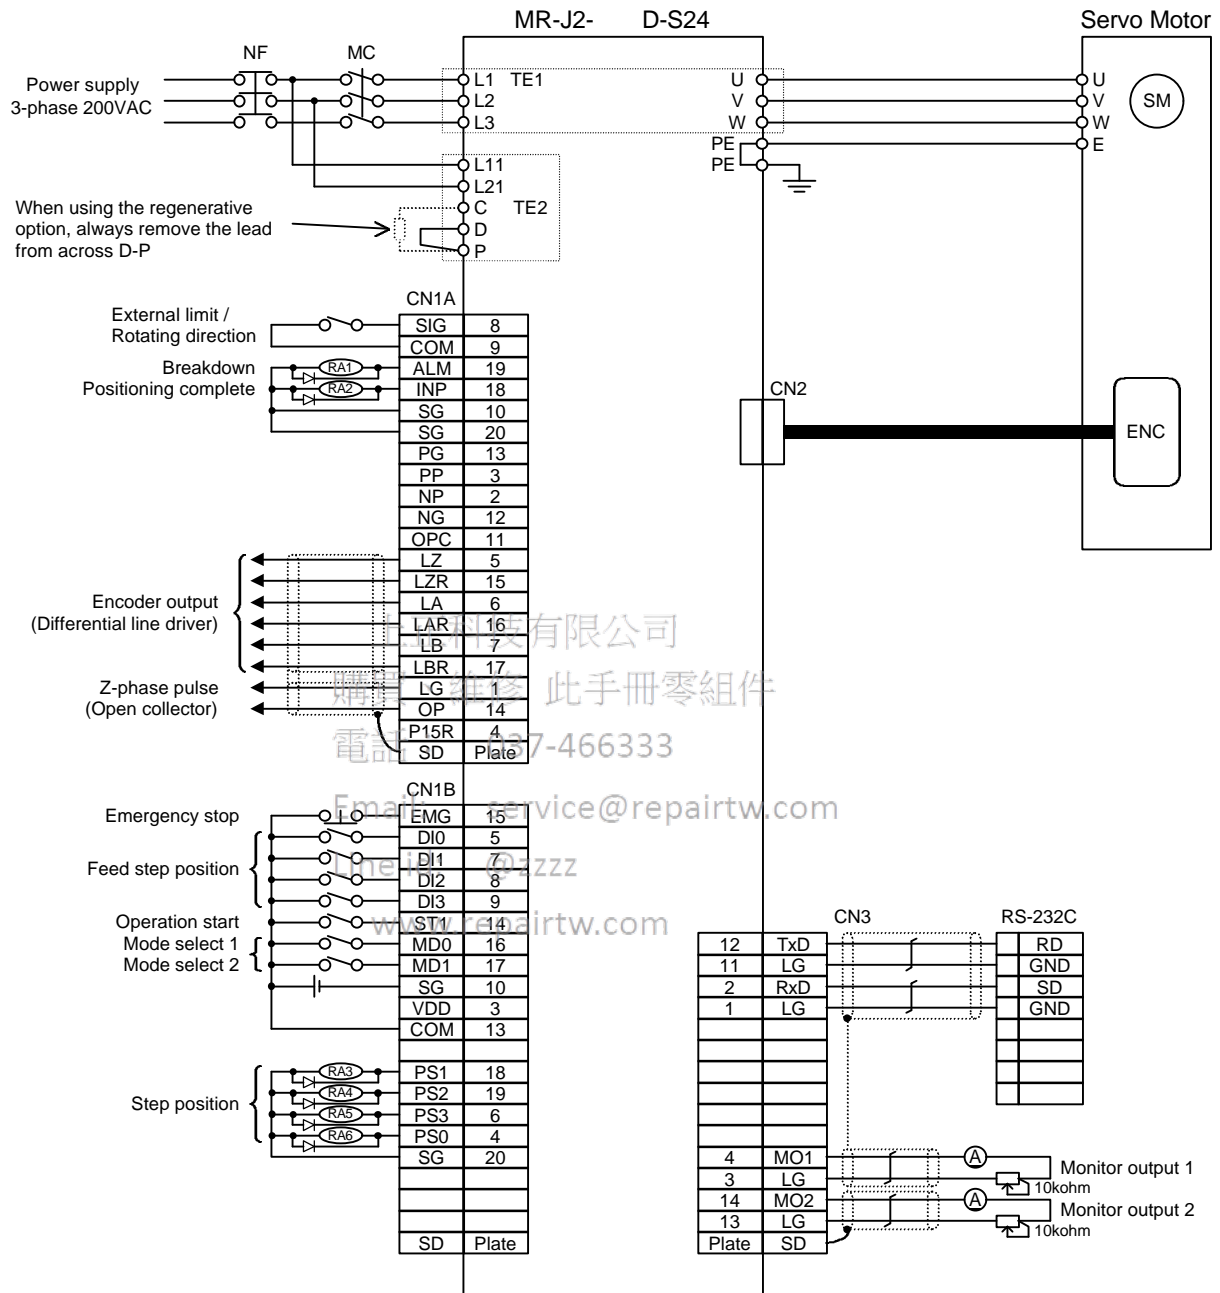 MR-J2- D-S24
Servo Motor
NF MC
Power supply
3-phase 200VAC
L1 TE1 U U
L2 V V SM
L3 W W
PE E
L11 PE
L21
C TE2
D
P
When using the regenerative
option, always remove the lead
from across D-P
CN1A
External limit /
Rotating direction
SIG 8
COM 9
Breakdown RA1 ALM 19
Positioning complete RA2 INP 18
SG 10
SG 20
PG 13
PP 3
NP 2
NG 12
OPC 11
LZ 5
LZR 15
LA 6
LAR 16
LB 7
LBR 17
LG 1
OP 14
P15R 4
SD Plate
Encoder output
(Differential line driver)
Z-phase pulse
(Open collector)
CN2
ENC
科技有限公司
購買、維修 此手冊零組件
電話: 037-466333
Email: service@repairtw.com
Line id: @zzzz
www.repairtw.com
CN1B
Emergency stop EMG 15
DI0 5
Feed step position DI1 7
DI2 8
DI3 9
Operation start ST1 14
Mode select 1 MD0 16
Mode select 2 MD1 17
SG 10
VDD 3
COM 13
RA3 PS1 18
Step position RA4 PS2 19
RA5 PS3 6
RA6 PS0 4
SG 20
SD Plate
CN3 RS-232C
12 TxD RD
11 LG GND
2 RxD SD
1 LG GND
4 MO1 A Monitor output 1
3 LG 10kohm
14 MO2 A Monitor output 2
13 LG 10kohm
Plate SD